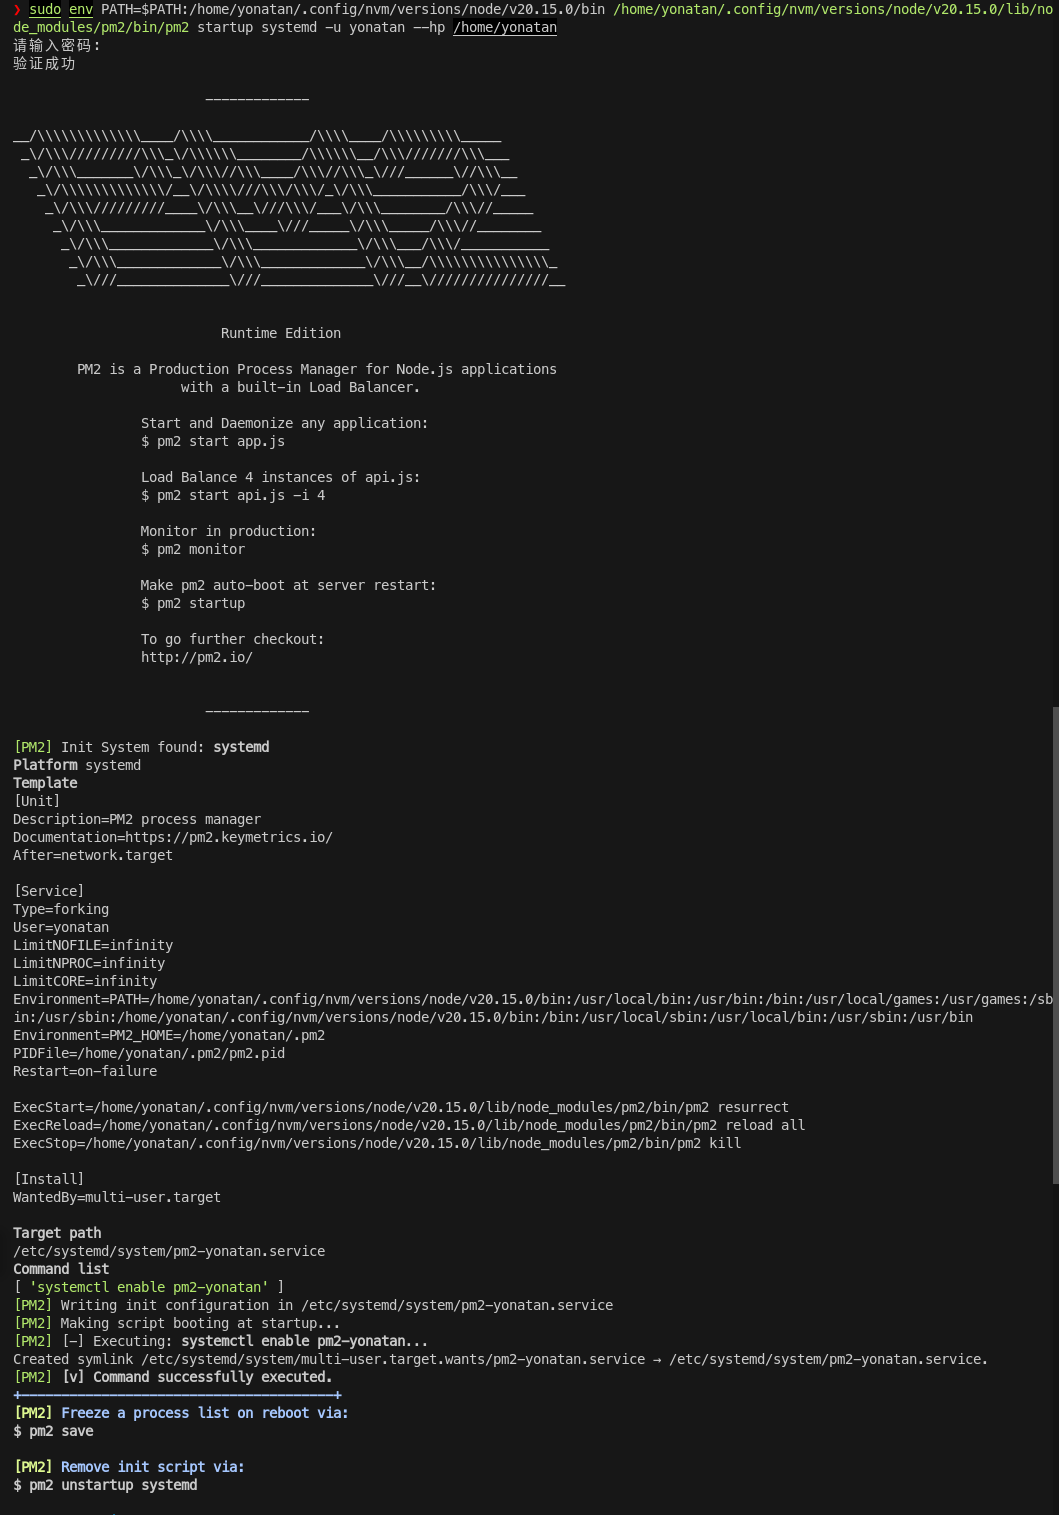 ❯ sudo env PATH=$PATH:/home/yonatan/.config/nvm/versions/node/v20.15.0/bin /home/yonatan/.config/nvm/versions/node/v20.15.0/lib/no
de_modules/pm2/bin/pm2 startup systemd -u yonatan --hp /home/yonatan
请输入密码:
验证成功
-------------
__/\\\\\\\\\\\\\____/\\\\____________/\\\\____/\\\\\\\\\_____
_\/\\\/////////\\\_\/\\\\\\________/\\\\\\__/\\\///////\\\___
_\/\\\_______\/\\\_\/\\\//\\\____/\\\//\\\_\///______\//\\\__
_\/\\\\\\\\\\\\\/__\/\\\\///\\\/\\\/_\/\\\___________/\\\/___
_\/\\\/////////____\/\\\__\///\\\/___\/\\\________/\\\//_____
_\/\\\_____________\/\\\____\///_____\/\\\_____/\\\//________
_\/\\\_____________\/\\\_____________\/\\\___/\\\/___________
_\/\\\_____________\/\\\_____________\/\\\__/\\\\\\\\\\\\\\\_
_\///______________\///______________\///__\///////////////__
Runtime Edition
PM2 is a Production Process Manager for Node.js applications
with a built-in Load Balancer.
Start and Daemonize any application:
$ pm2 start app.js
Load Balance 4 instances of api.js:
$ pm2 start api.js -i 4
Monitor in production:
$ pm2 monitor
Make pm2 auto-boot at server restart:
$ pm2 startup
To go further checkout:
http://pm2.io/
-------------
[PM2] Init System found: systemd
Platform systemd
Template
[Unit]
Description=PM2 process manager
Documentation=https://pm2.keymetrics.io/
After=network.target
[Service]
Type=forking
User=yonatan
LimitNOFILE=infinity
LimitNPROC=infinity
LimitCORE=infinity
Environment=PATH=/home/yonatan/.config/nvm/versions/node/v20.15.0/bin:/usr/local/bin:/usr/bin:/bin:/usr/local/games:/usr/games:/sb
in:/usr/sbin:/home/yonatan/.config/nvm/versions/node/v20.15.0/bin:/bin:/usr/local/sbin:/usr/local/bin:/usr/sbin:/usr/bin
Environment=PM2_HOME=/home/yonatan/.pm2
PIDFile=/home/yonatan/.pm2/pm2.pid
Restart=on-failure
ExecStart=/home/yonatan/.config/nvm/versions/node/v20.15.0/lib/node_modules/pm2/bin/pm2 resurrect
ExecReload=/home/yonatan/.config/nvm/versions/node/v20.15.0/lib/node_modules/pm2/bin/pm2 reload all
ExecStop=/home/yonatan/.config/nvm/versions/node/v20.15.0/lib/node_modules/pm2/bin/pm2 kill
[Install]
WantedBy=multi-user.target
Target path
/etc/systemd/system/pm2-yonatan.service
Command list
[ 'systemctl enable pm2-yonatan' ]
[PM2] Writing init configuration in /etc/systemd/system/pm2-yonatan.service
[PM2] Making script booting at startup...
[PM2] [-] Executing: systemctl enable pm2-yonatan...
Created symlink /etc/systemd/system/multi-user.target.wants/pm2-yonatan.service → /etc/systemd/system/pm2-yonatan.service.
[PM2] [v] Command successfully executed.
+---------------------------------------+
[PM2] Freeze a process list on reboot via:
$ pm2 save
[PM2] Remove init script via:
$ pm2 unstartup systemd